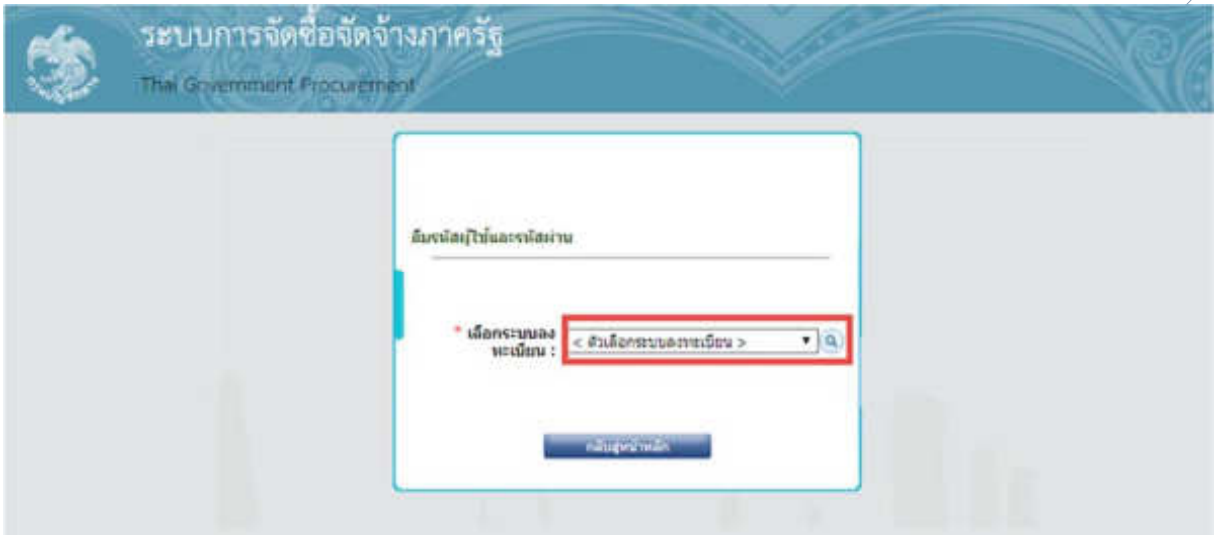 ระบบการจัดซื้อจัดจ้างภาครัฐ
Thai Government Procurement
ลืมรหัสผู้ใช้และรหัสผ่าน
* เลือกระบบลง
ทะเบียน :
< ตัวเลือกระบบลงทะเบียน >
กลับสู่หน้าหลัก